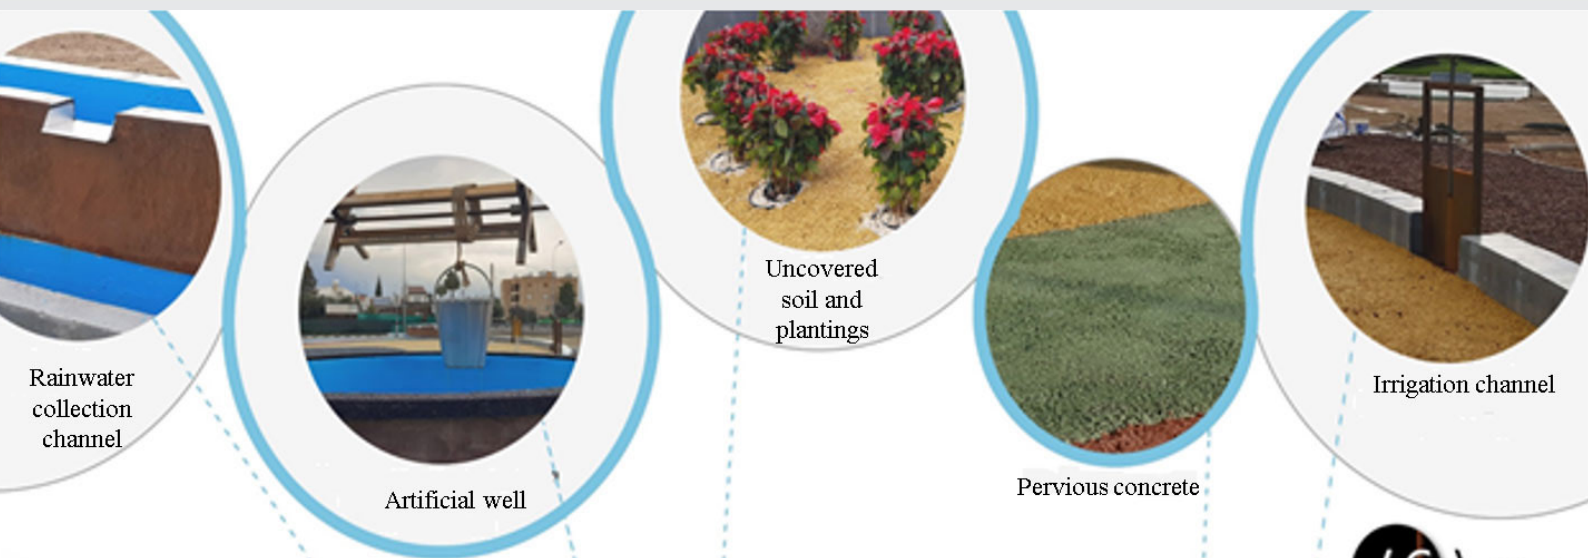 Rainwater
collection
channel
Artificial well
Uncovered
soil and
plantings
Pervious concrete
Irrigation channel